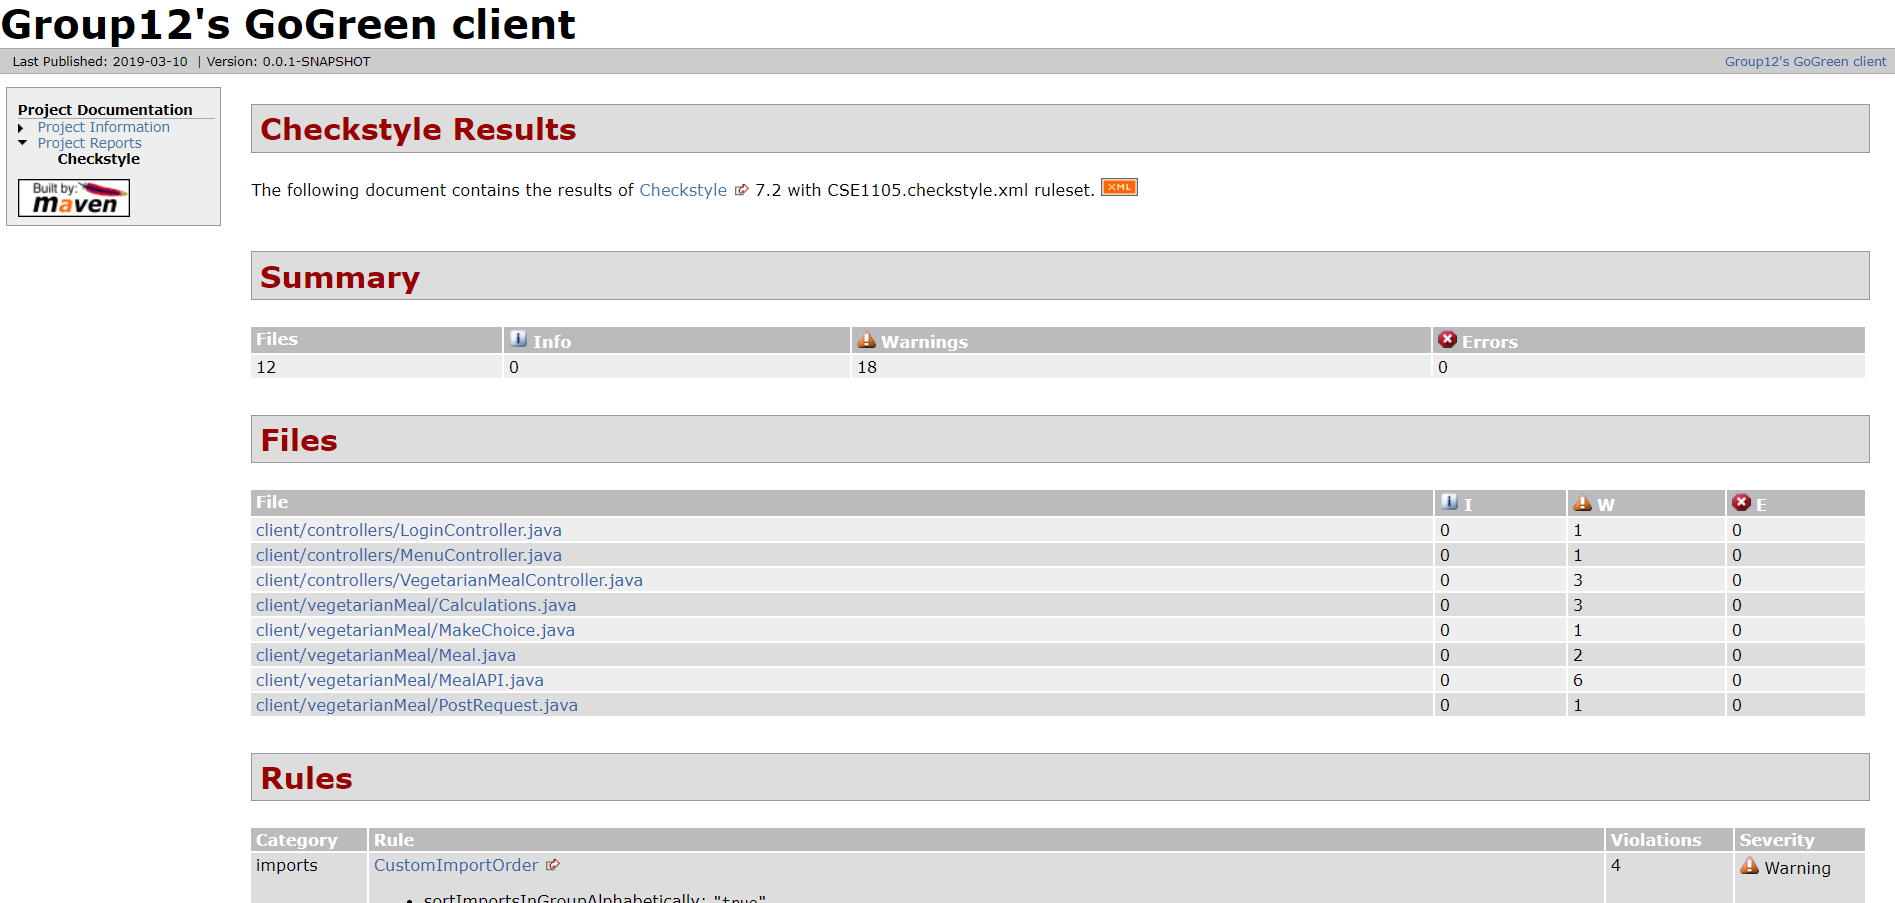 Group12's GoGreen client
Last Published: 2019-03-10 | Version: 0.0.1-SNAPSHOT
Group12's GoGreen client
Project Documentation
Project Information
Project Reports
Checkstyle
Built by:
maven
Checkstyle Results
The following document contains the results of Checkstyle 7.2 with CSE1105.checkstyle.xml ruleset. XML
Summary
Files Info Warnings Errors
12 0 18 0
Files
File I W E
client/controllers/LoginController.java 0 1 0
client/controllers/MenuController.java 0 1 0
client/controllers/VegetarianMealController.java 0 3 0
client/vegetarianMeal/Calculations.java 0 3 0
client/vegetarianMeal/MakeChoice.java 0 1 0
client/vegetarianMeal/Meal.java 0 2 0
client/vegetarianMeal/MealAPI.java 0 6 0
client/vegetarianMeal/PostRequest.java 0 1 0
Rules
Category Rule Violations Severity
imports CustomImportOrder 4 Warning
• sortImportsInGroupAlphabetically: "true"